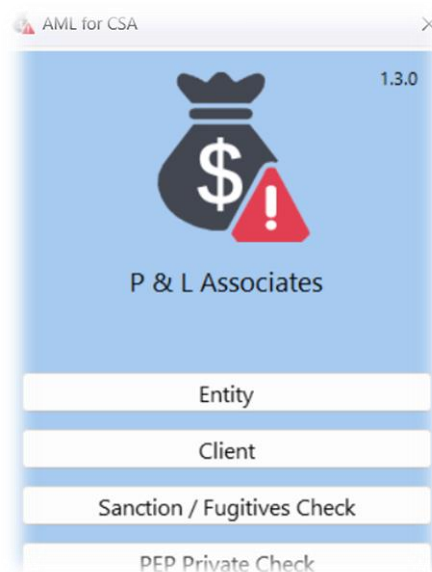 AML for CSA
1.3.0
$
!
P & L Associates
Entity
Client
Sanction / Fugitives Check
PEP Private Check